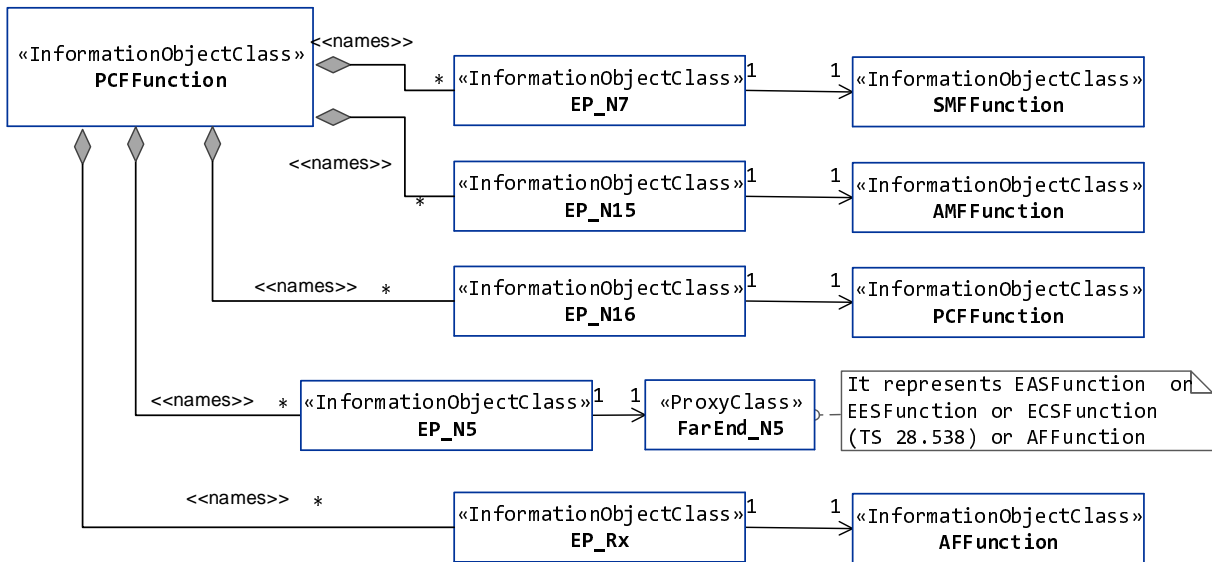 «InformationObjectClass»
PCFFunction
<<names>>
*
«InformationObjectClass»
EP_N7
1
1
«InformationObjectClass»
SMFFunction
<<names>>
*
«InformationObjectClass»
EP_N15
1
1
«InformationObjectClass»
AMFFunction
<<names>>
*
«InformationObjectClass»
EP_N16
1
1
«InformationObjectClass»
PCFFunction
<<names>>
*
«InformationObjectClass»
EP_N5
1
1
«ProxyClass»
FarEnd_N5
It represents EASFunction or
EESFunction or ECSFunction
(TS 28.538) or AFFunction
<<names>>
*
«InformationObjectClass»
EP_Rx
1
1
«InformationObjectClass»
AFFunction